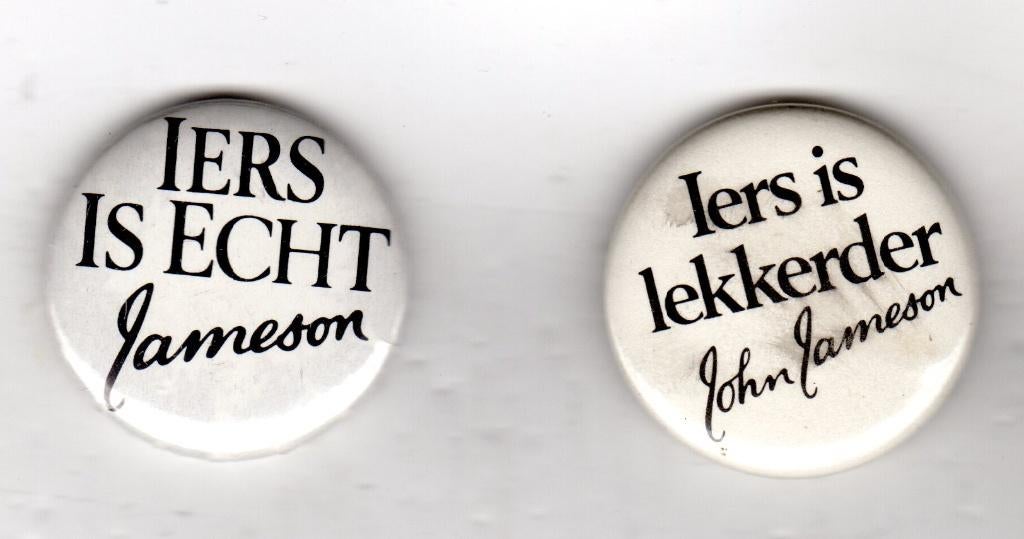 IERS
IS ECHT
Jameson
Iers is
lekkerder
John Jameson